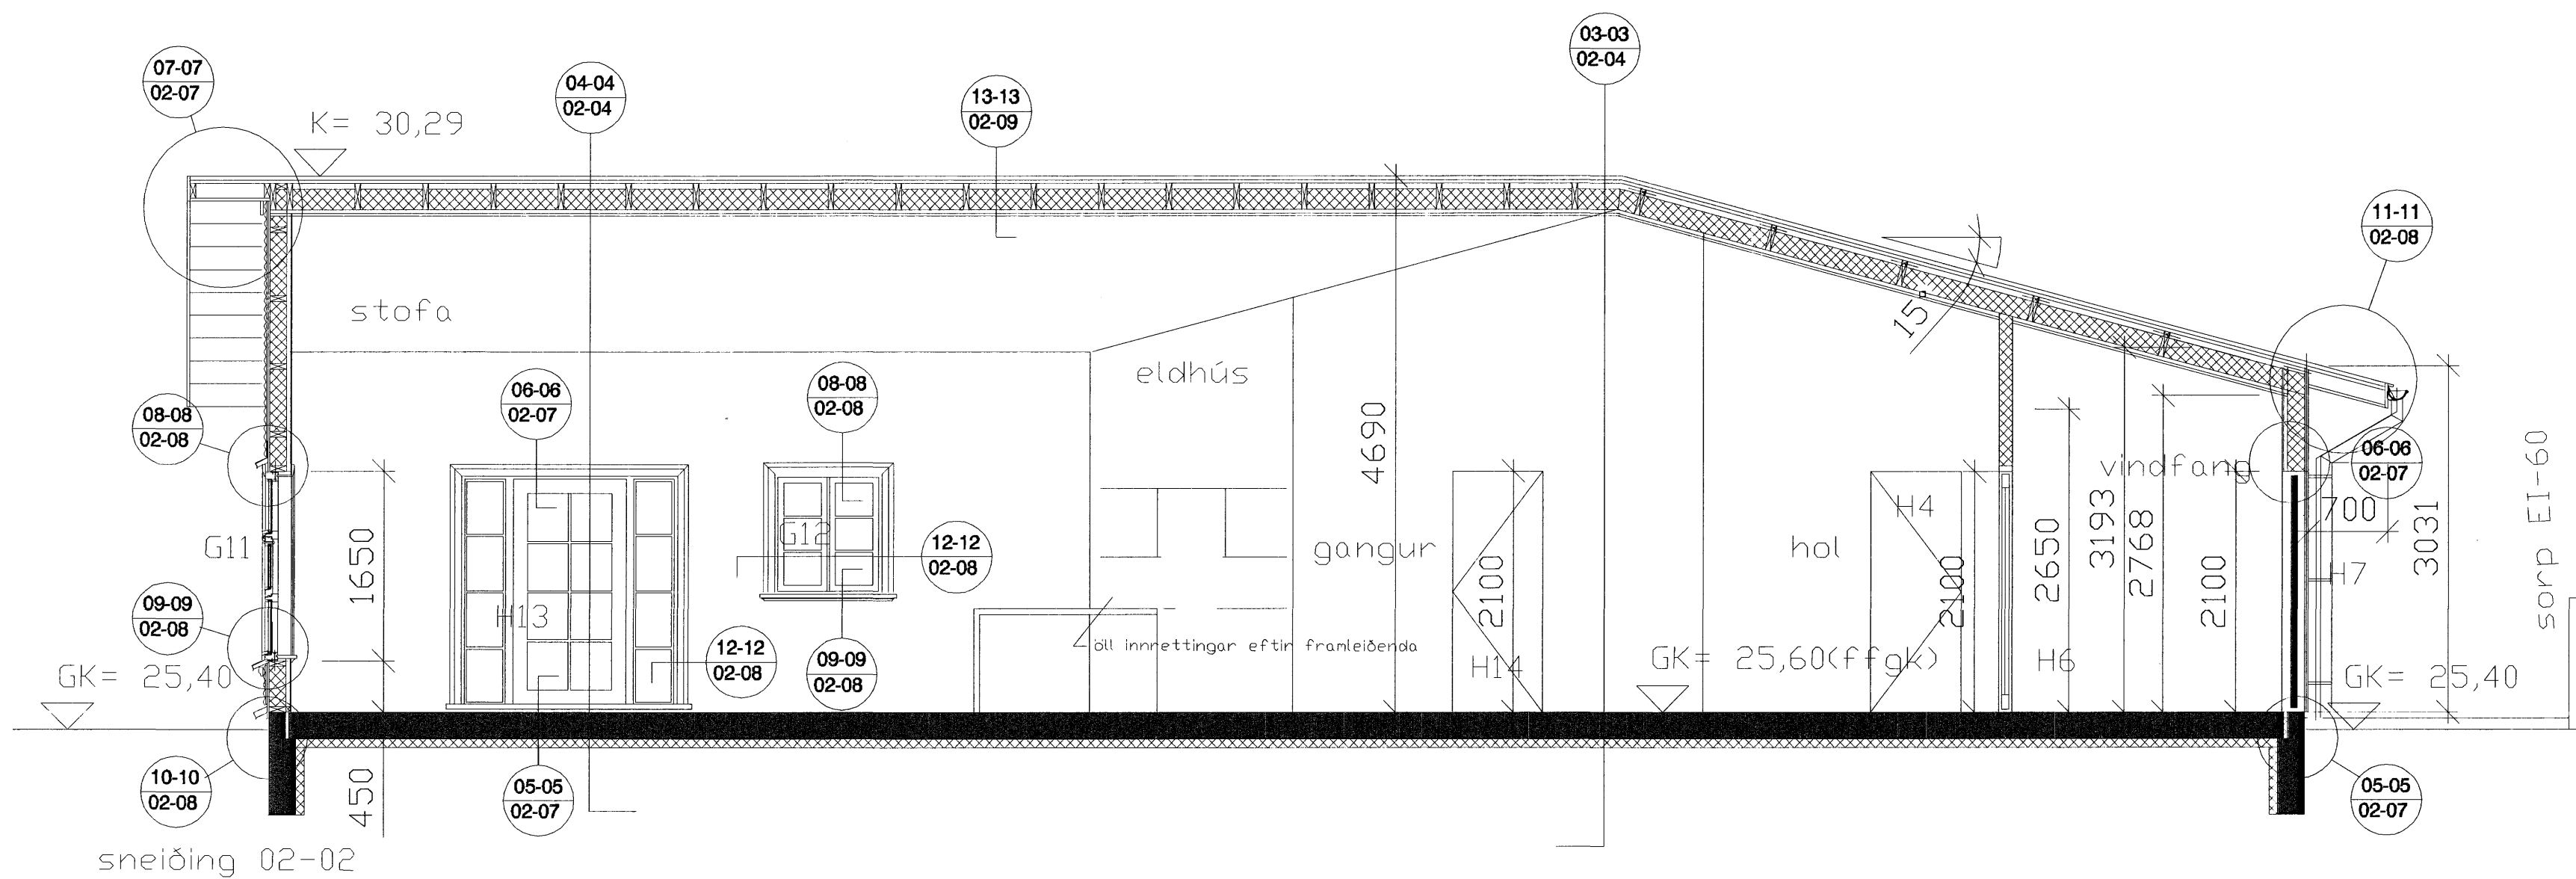 03-03
02-04
07-07
02-07
04-04
02-04
13-13
02-09
K= 30,29
11-11
02-08
15°
stofa
eldhús
06-06
02-07
08-08
02-08
08-08
02-08
4690
vindfang
06-06
02-07
700
3031
sorp EI-60
G11
1650
G12
12-12
02-08
gangur
2100
hol
H4
2100
2650
3193
2768
2100
H7
09-09
02-08
H13
12-12
02-08
09-09
02-08
öll innrettingar eftir framleiðenda
H14
GK= 25,60(ffgk)
H6
GK= 25,40
GK= 25,40
10-10
02-08
450
05-05
02-07
05-05
02-07
sneiðing 02-02